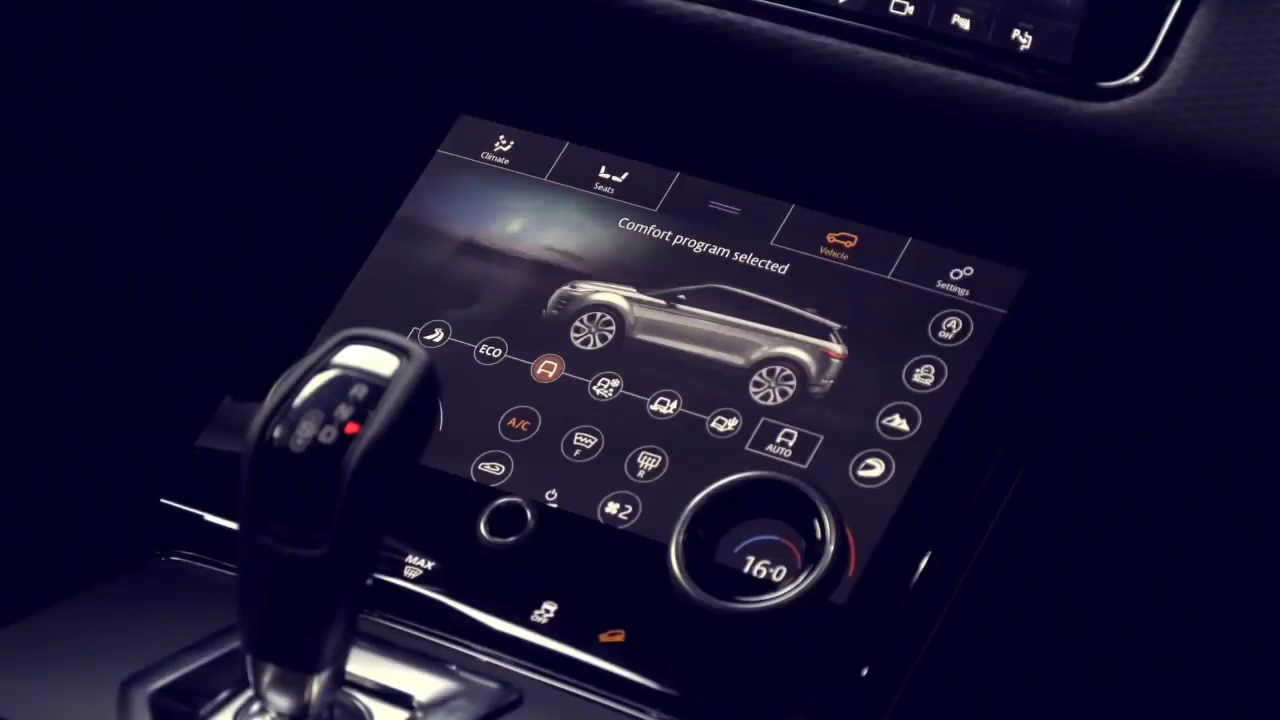 Climate
Seats
Comfort program selected
Vehicle
Settings
OFF
ECO
A/C
F
R
AUTO
2
16·0
MAX
OFF
R
N